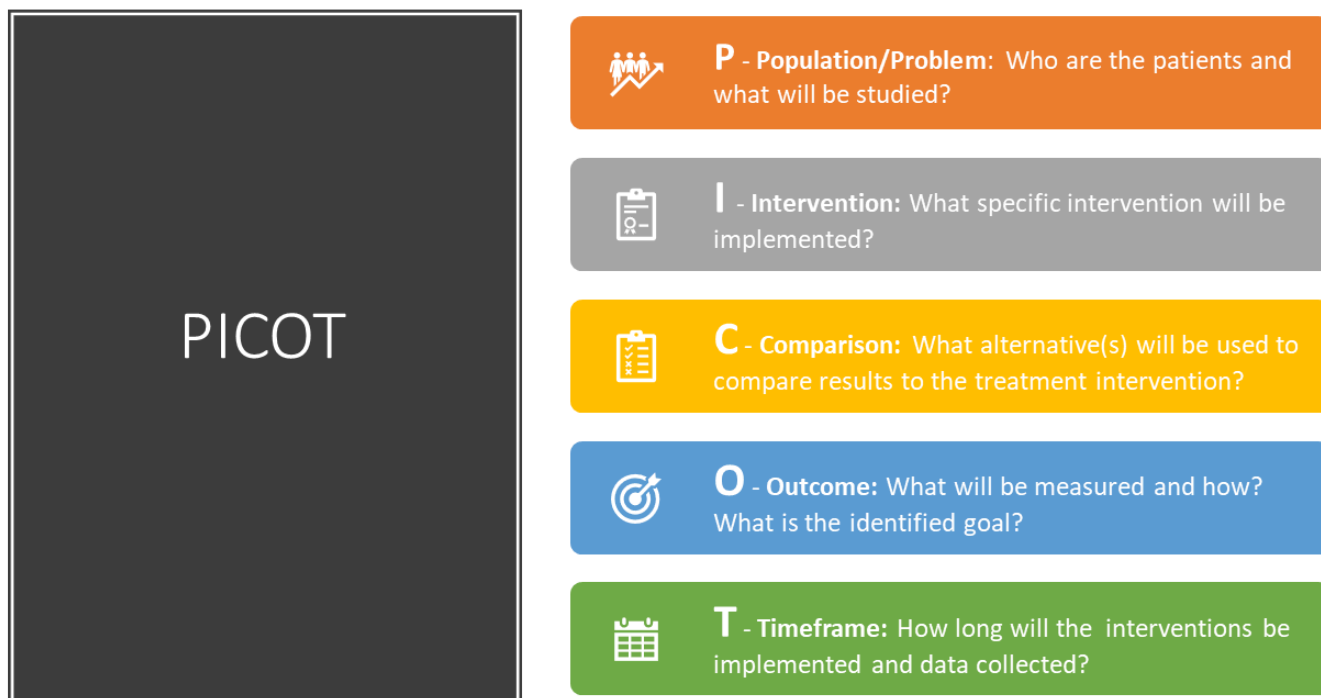 PICOT
P - Population/Problem: Who are the patients and
what will be studied?
I - Intervention: What specific intervention will be
implemented?
C - Comparison: What alternative(s) will be used to
compare results to the treatment intervention?
O - Outcome: What will be measured and how?
What is the identified goal?
T - Timeframe: How long will the interventions be
implemented and data collected?